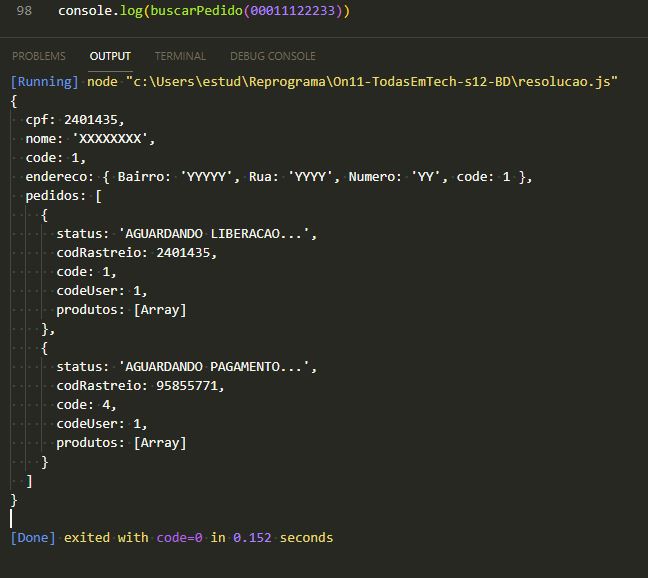 98 console.log(buscarPedido(00011122233))
PROBLEMS OUTPUT TERMINAL DEBUG CONSOLE
[Running] node "c:\Users\estud\Reprograma\On11-TodasEmTech-s12-BD\resolucao.js"
{
cpf: 2401435,
nome: 'XXXXXXXX',
code: 1,
endereco: { Bairro: 'YYYYY', Rua: 'YYYY', Numero: 'YY', code: 1 },
pedidos: [
{
status: 'AGUARDANDO LIBERACAO...',
codRastreio: 2401435,
code: 1,
codeUser: 1,
produtos: [Array]
},
{
status: 'AGUARDANDO PAGAMENTO...',
codRastreio: 95855771,
code: 4,
codeUser: 1,
produtos: [Array]
}
]
}
[Done] exited with code=0 in 0.152 seconds